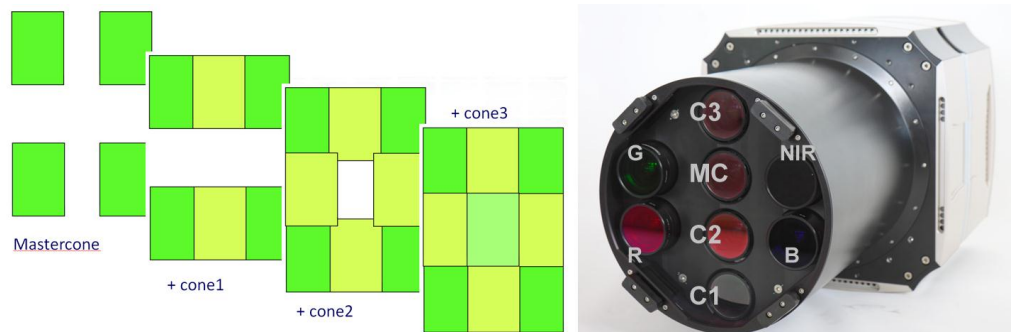 Mastercone
+ cone1
+ cone2
+ cone3
C3
G
NIR
MC
R
C2
B
C1